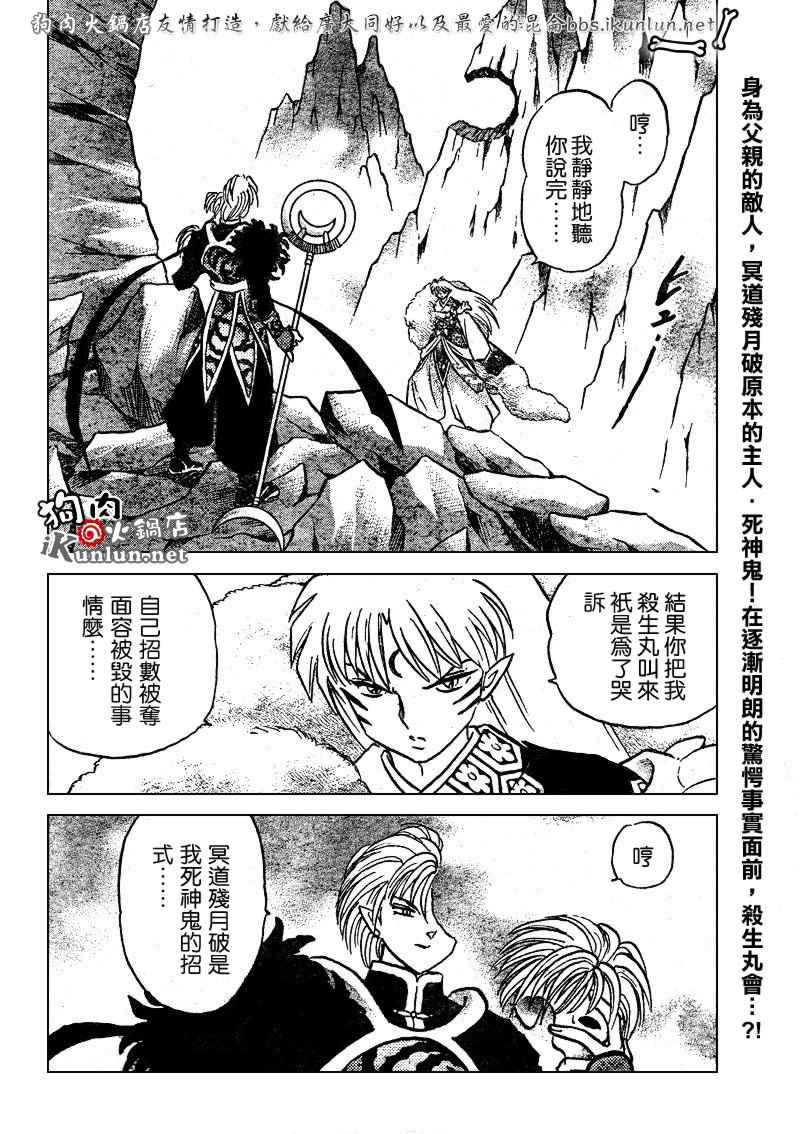 狗肉火鍋店友情打造，獻給廣大同好以及最愛的昆侖bbs.ikunlun.net
身為父親的敵人，冥道殘月破原本的主人．死神鬼！在逐漸明朗的驚愕事實面前，殺生丸會…?!
哼…
我靜靜地聽
你說完……
狗肉火鍋店
iKunlun.net
結果你把我
殺生丸叫來
衹是爲了哭
訴
自己招數被奪
面容被毀的事
情麼……
哼
冥道殘月破是
我死神鬼的招
式……